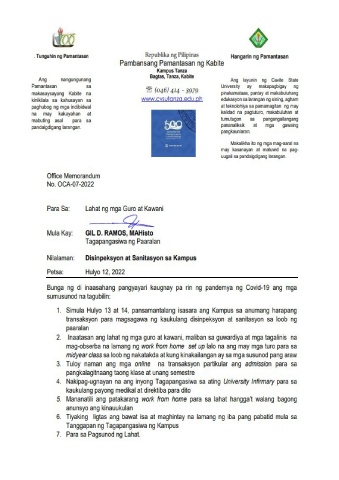 Tunguhin ng Pamantasan
Ang nangungunang
Pamantasan sa
makasaysayang Kabite na
kinikilala sa kahusayan sa
paghubog ng mga indibidwal
na may kakayahan at
mabuting asal para sa
pandaigdigang larangan.
Republika ng Pilipinas
Pambansang Pamantasan ng Kabite
Kampus Tanza
Bagtas, Tanza, Kabite
☎ (046) 414 - 3979
www.cvsutanza.edu.ph
Hangarin ng Pamantasan
Ang layunin ng Cavite State
University ay makapagbigay ng
pinakamataas, pantay at makabuluhang
edukasyon sa larangan ng sining, agham
at teknolohiya sa pamamagitan ng may
kalidad na pagtuturo, makabuluhan at
tumutugon sa pangangailangang
pananaliksik at mga gawaing
pangkaunlaran.
Makalikha ito ng mga mag-aaral na
may kasanayan at matuwid na pag-
uugali sa pandaigdigang larangan.
500
Office Memorandum
No. OCA-07-2022
Para Sa: Lahat ng mga Guro at Kawani
Mula Kay: GIL D. RAMOS, MAHisto
Tagapangasiwa ng Paaralan
Nilalaman: Disinpeksyon at Sanitasyon sa Kampus
Petsa: Hulyo 12, 2022
Bunga ng di inaasahang pangyayari kaugnay pa rin ng pandemya ng Covid-19 ang mga
sumusunod na tagubilin:
1. Simula Hulyo 13 at 14, pansamantalang isasara ang Kampus sa anumang harapang
transaksyon para magsagawa ng kaukulang disinpeksyon at sanitasyon sa loob ng
paaralan
2. Inaatasan ang lahat ng mga guro at kawani, maliban sa guwardiya at mga tagalinis na
mag-obserba na lamang ng work from home set up lalo na ang may mga turo para sa
midyear class sa loob ng nakatakda at kung kinakailangan ay sa mga susunod pang araw
3. Tuloy naman ang mga online na transaksyon partikular ang admission para sa
pangkalagitnaang taong klase at unang semestre
4. Nakipag-ugnayan na ang inyong Tagapangasiwa sa ating University Infirmary para sa
kaukulang payong medikal at direktiba para dito
5. Mananatili ang patakarang work from home para sa lahat hangga't walang bagong
anunsyo ang kinauukulan
6. Tiyaking ligtas ang bawat isa at maghintay na lamang ng iba pang pabatid mula sa
Tanggapan ng Tagapangasiwa ng Kampus
7. Para sa Pagsunod ng Lahat.